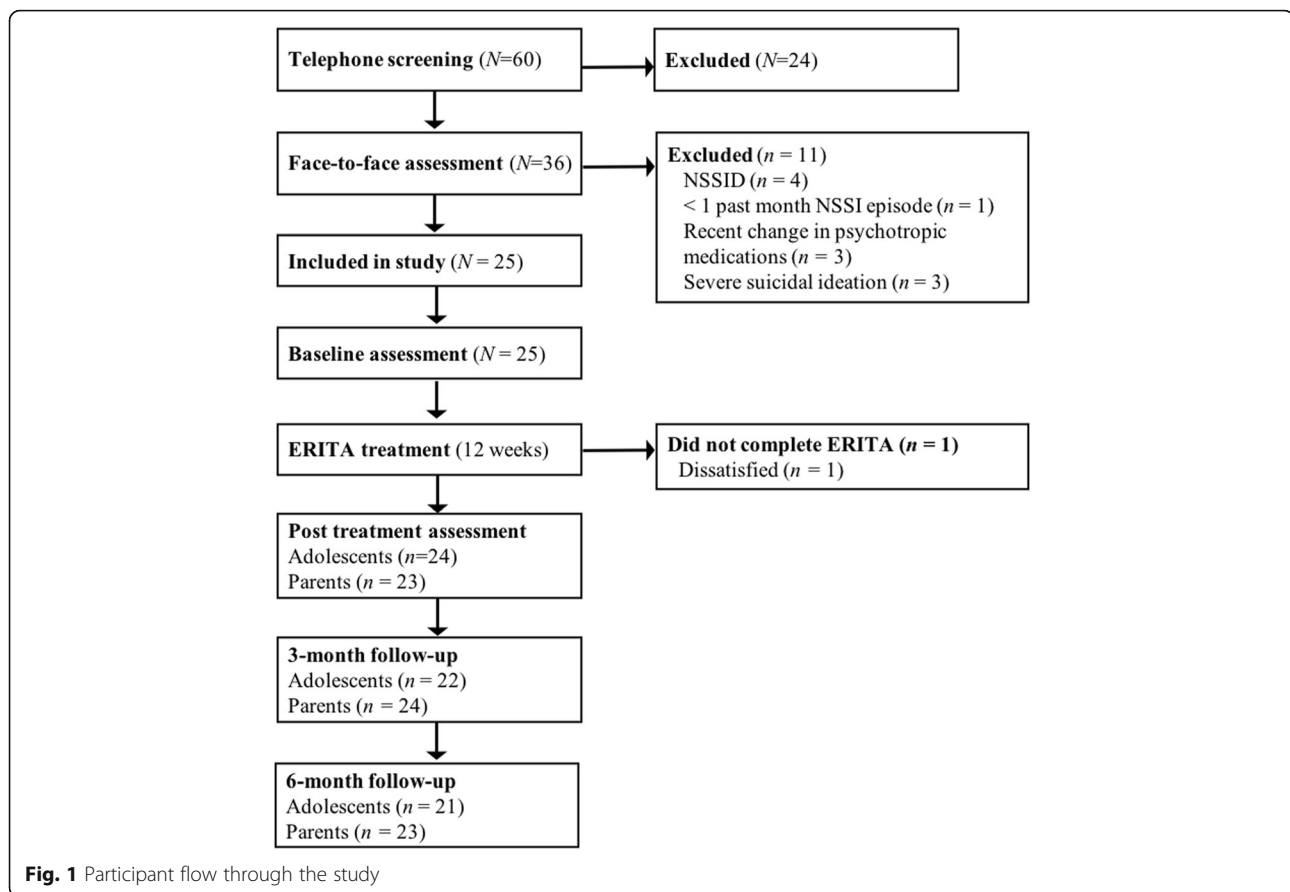 Telephone screening (N=60)
Excluded (N=24)
Face-to-face assessment (N=36)
Excluded (n = 11)
NSSID (n = 4)
< 1 past month NSSI episode (n = 1)
Recent change in psychotropic
medications (n = 3)
Severe suicidal ideation (n = 3)
Included in study (N = 25)
Baseline assessment (N = 25)
ERITA treatment (12 weeks)
Did not complete ERITA (n = 1)
Dissatisfied (n = 1)
Post treatment assessment
Adolescents (n=24)
Parents (n = 23)
3-month follow-up
Adolescents (n = 22)
Parents (n = 24)
6-month follow-up
Adolescents (n = 21)
Parents (n = 23)
Fig. 1 Participant flow through the study